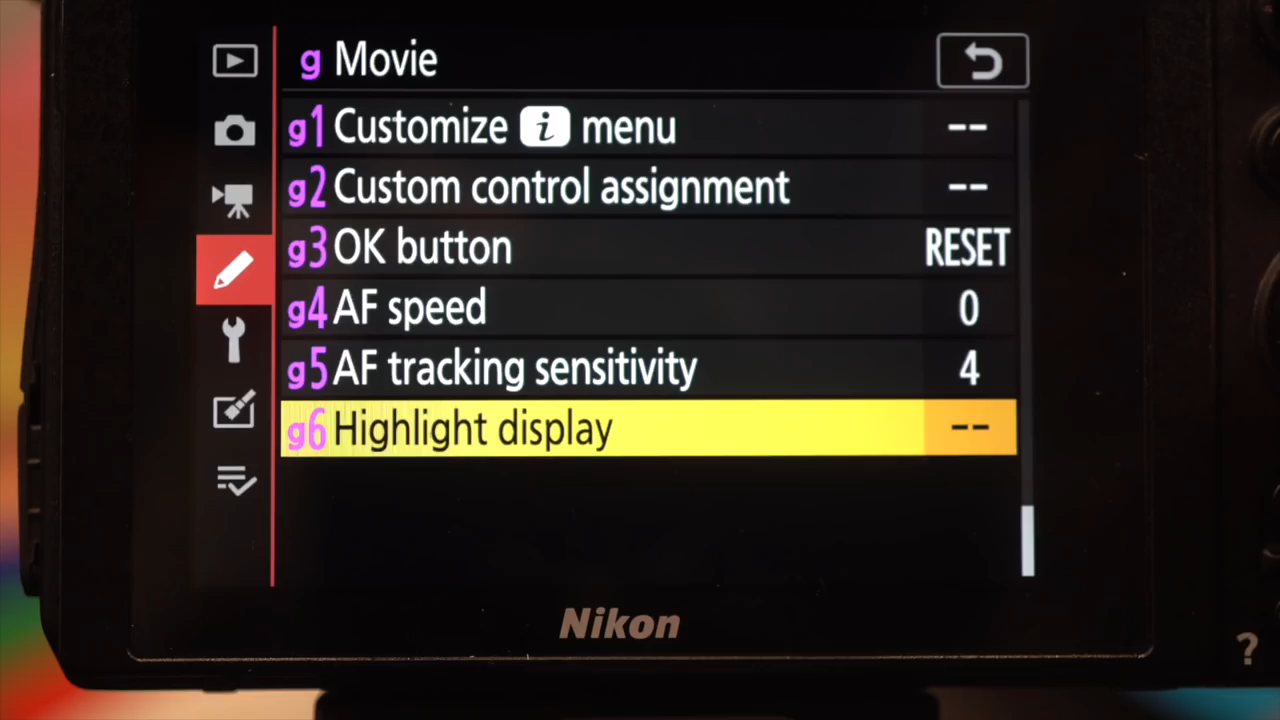 g Movie
g1 Customize i menu --
g2 Custom control assignment --
g3 OK button RESET
g4 AF speed 0
g5 AF tracking sensitivity 4
g6 Highlight display --
Nikon
?